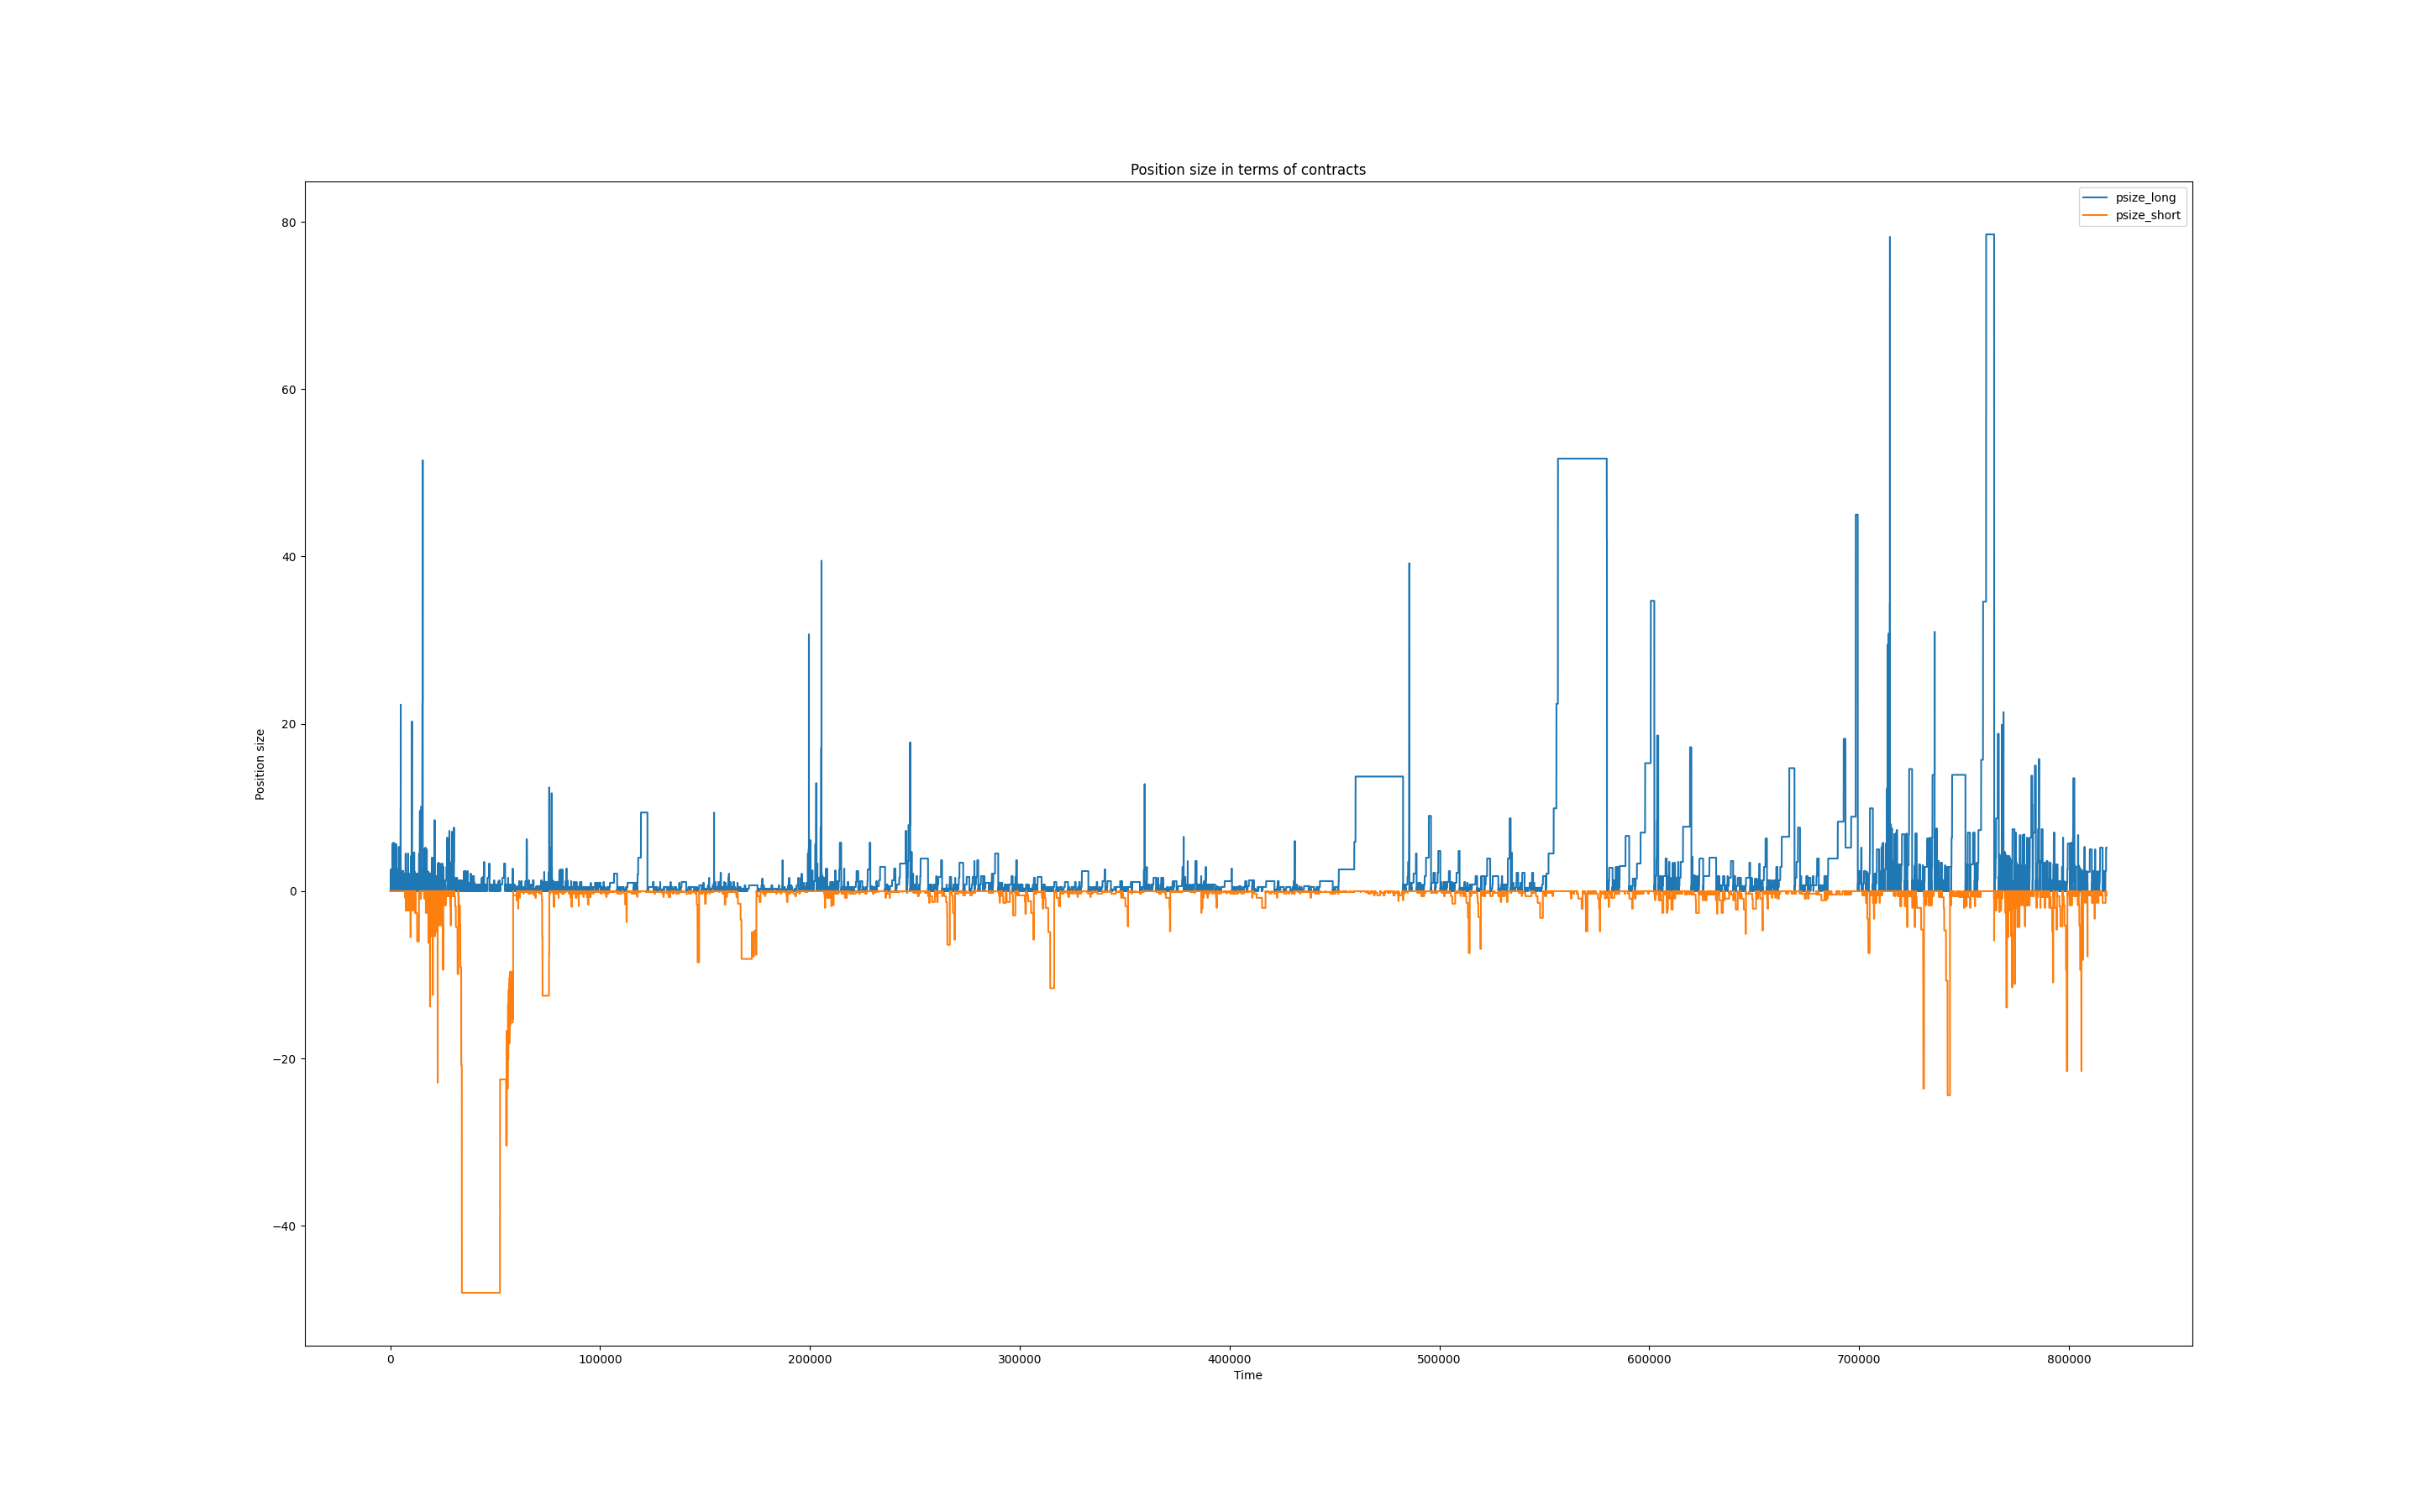 Position size in terms of contracts
psize_long
psize_short
80
60
40
20
0
−20
−40
Position size
0 100000 200000 300000 400000 500000 600000 700000 800000
Time